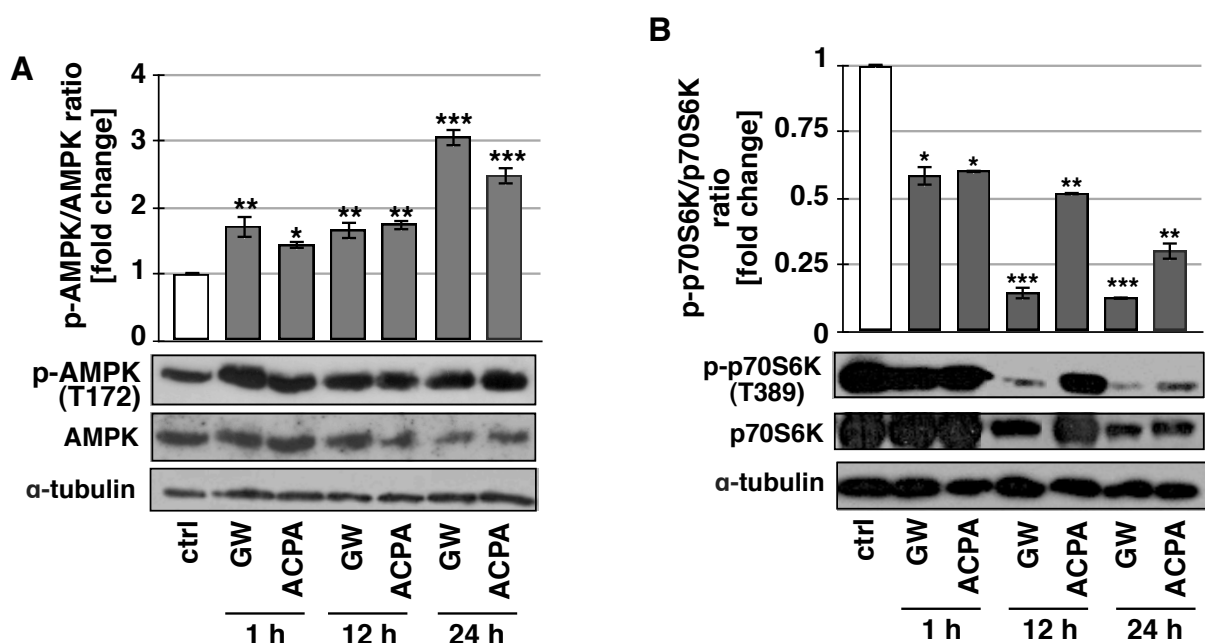 A
p-AMPK/AMPK ratio
[fold change]
4
3
2
1
0
**
*
**
**
***
***
p-AMPK
(T172)
AMPK
α-tubulin
ctrl
GW
ACPA
GW
ACPA
GW
ACPA
1 h
12 h
24 h
B
p-p70S6K/p70S6K
ratio
[fold change]
1
0.75
0.5
0.25
0
*
*
***
**
***
**
p-p70S6K
(T389)
p70S6K
α-tubulin
ctrl
GW
ACPA
GW
ACPA
GW
ACPA
1 h
12 h
24 h